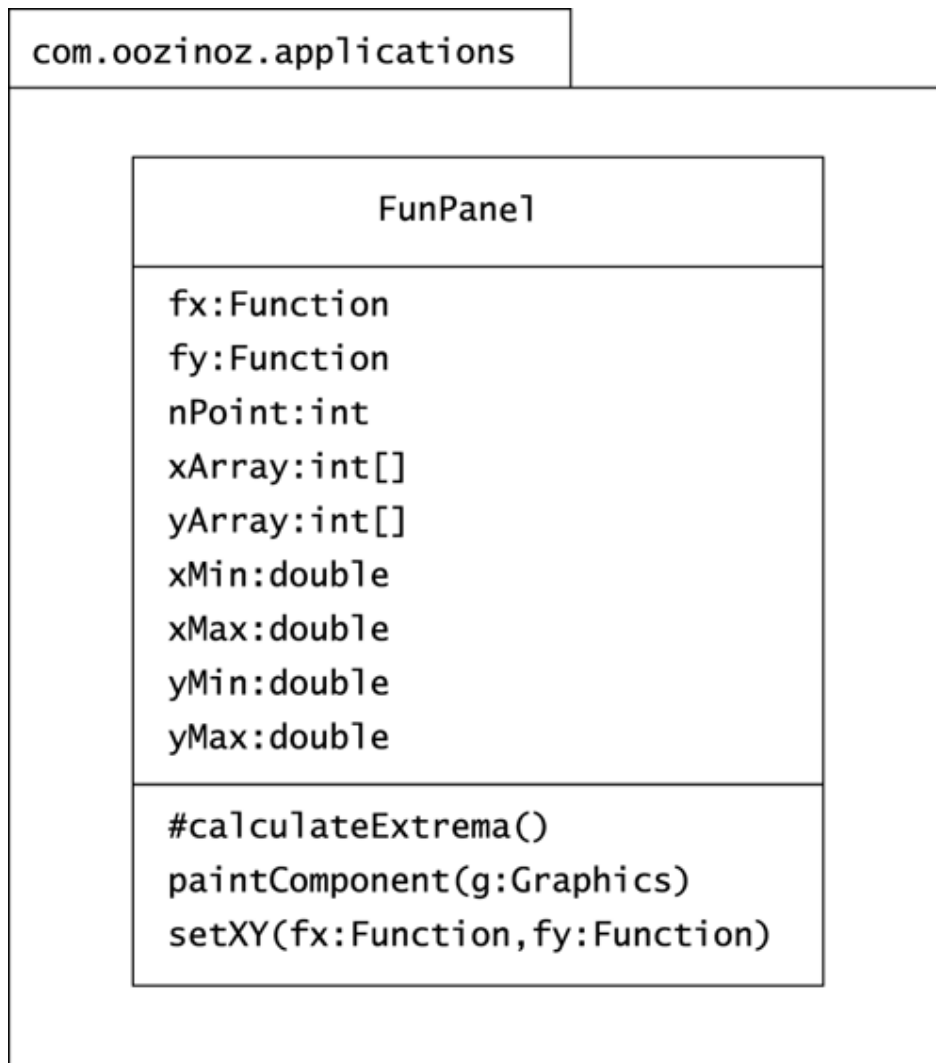 com.oozinoz.applications
FunPanel
fx:Function
fy:Function
nPoint:int
xArray:int[]
yArray:int[]
xMin:double
xMax:double
yMin:double
yMax:double
#calculateExtrema()
paintComponent(g:Graphics)
setXY(fx:Function,fy:Function)